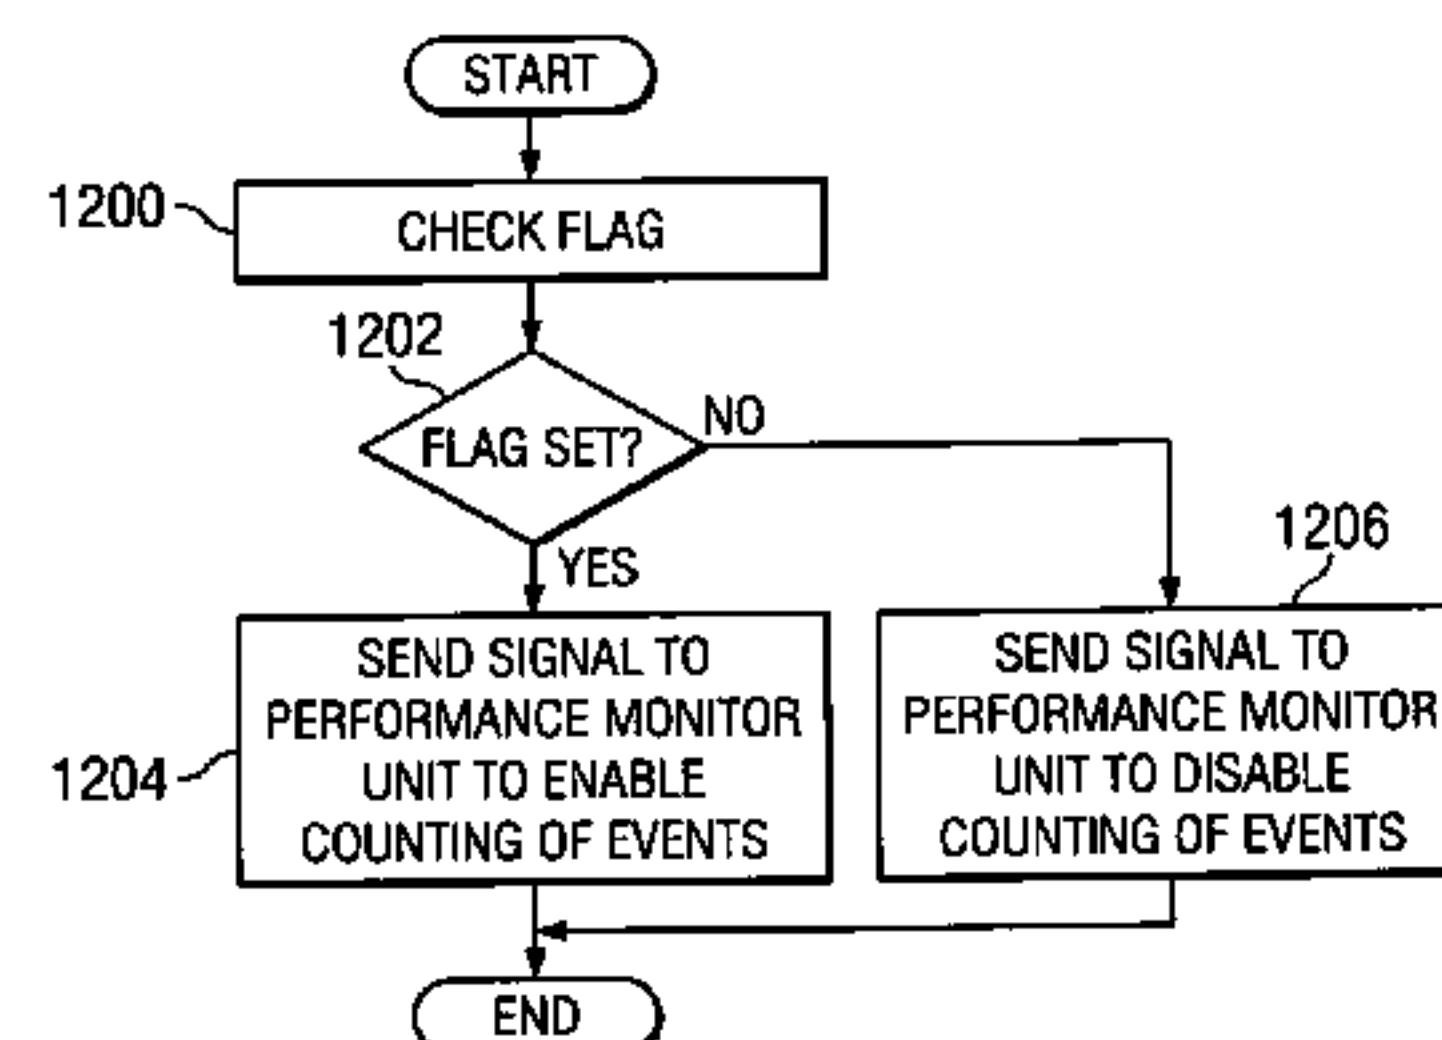 START
1200
CHECK FLAG
1202
FLAG SET?
NO
YES
1206
1204
SEND SIGNAL TO
PERFORMANCE MONITOR
UNIT TO ENABLE
COUNTING OF EVENTS
SEND SIGNAL TO
PERFORMANCE MONITOR
UNIT TO DISABLE
COUNTING OF EVENTS
END